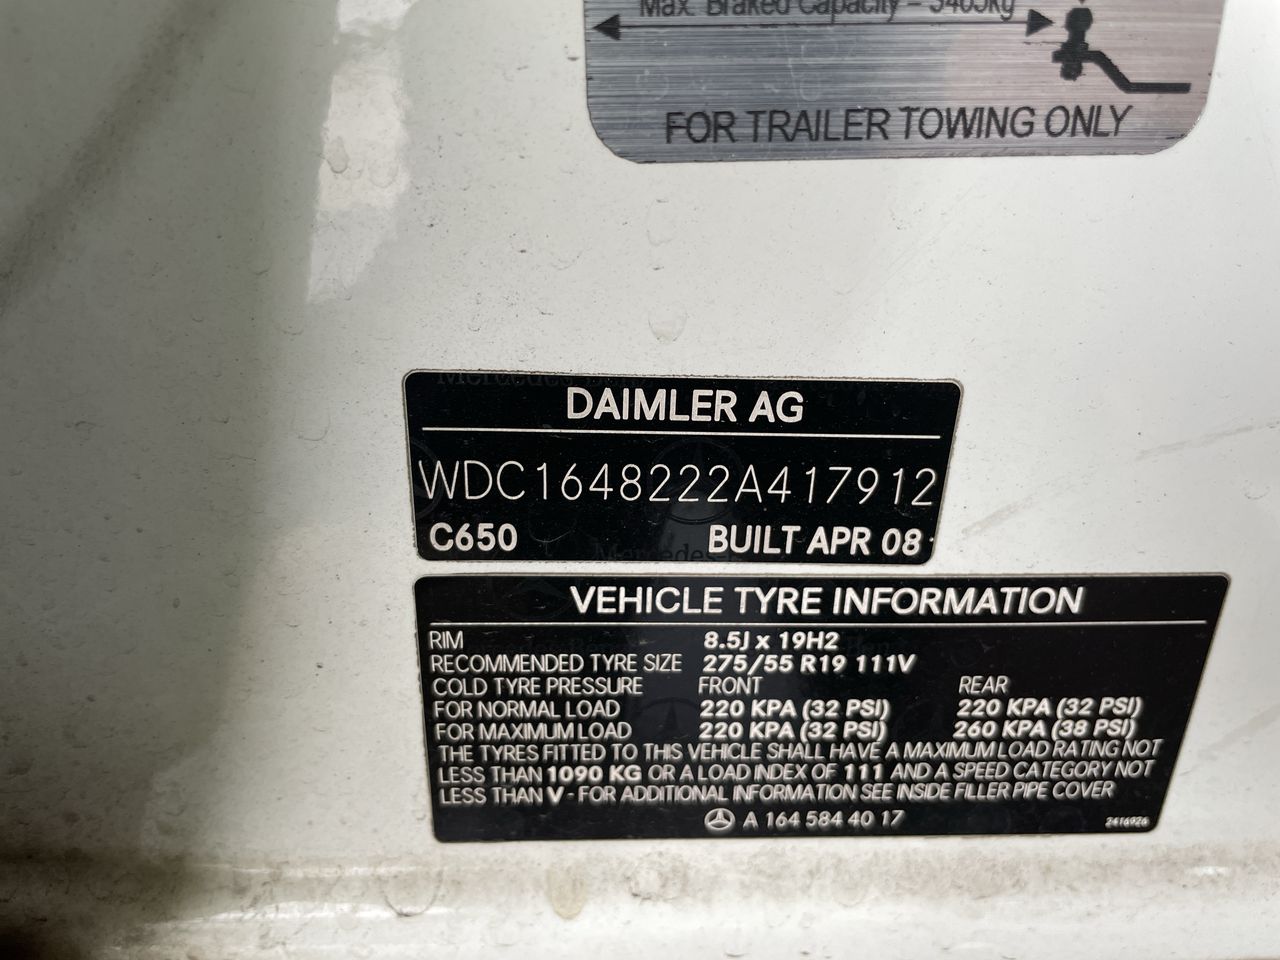 Max. Braked Capacity - 3465kg
FOR TRAILER TOWING ONLY
DAIMLER AG
WDC1648222A417912
C650 BUILT APR 08
VEHICLE TYRE INFORMATION
RIM 8.5J x 19H2
RECOMMENDED TYRE SIZE 275/55 R19 111V
COLD TYRE PRESSURE FRONT REAR
FOR NORMAL LOAD 220 KPA (32 PSI) 220 KPA (32 PSI)
FOR MAXIMUM LOAD 220 KPA (32 PSI) 260 KPA (38 PSI)
THE TYRES FITTED TO THIS VEHICLE SHALL HAVE A MAXIMUM LOAD RATING NOT
LESS THAN 1090 KG OR A LOAD INDEX OF 111 AND A SPEED CATEGORY NOT
LESS THAN V - FOR ADDITIONAL INFORMATION SEE INSIDE FILLER PIPE COVER
A 164 584 40 17
2416926